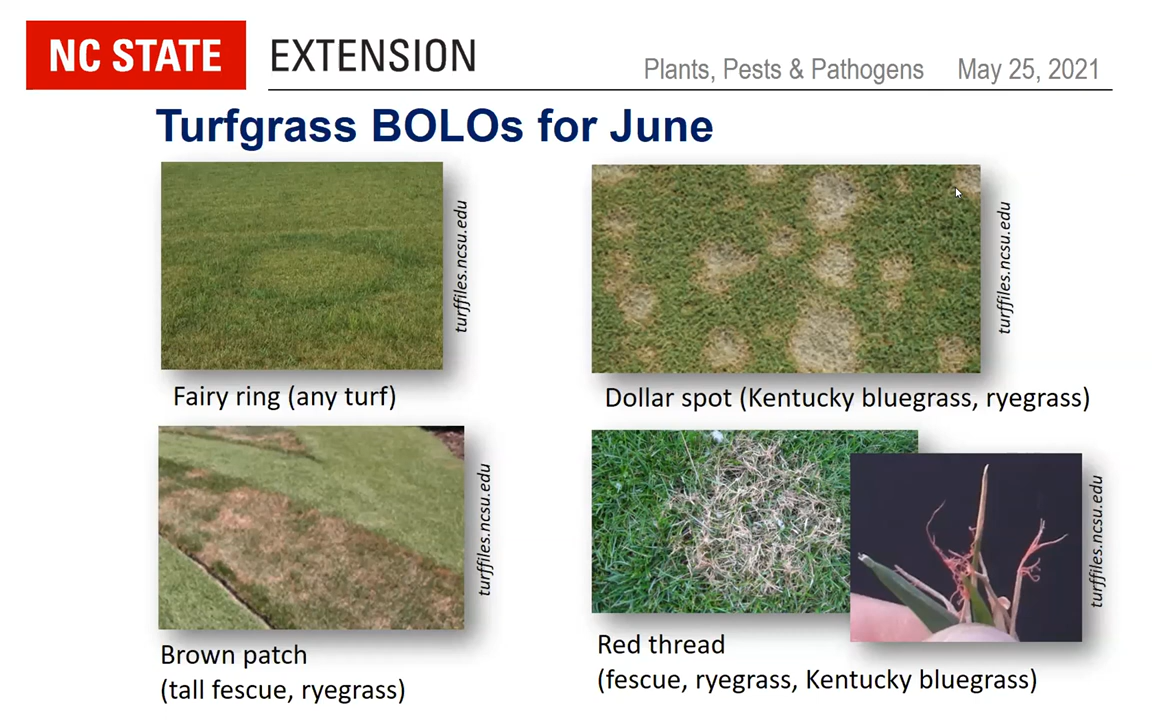 NC STATE EXTENSION
Plants, Pests & Pathogens May 25, 2021
Turfgrass BOLOs for June
turffiles.ncsu.edu
Fairy ring (any turf)
turffiles.ncsu.edu
Dollar spot (Kentucky bluegrass, ryegrass)
turffiles.ncsu.edu
Brown patch
(tall fescue, ryegrass)
turffiles.ncsu.edu
Red thread
(fescue, ryegrass, Kentucky bluegrass)